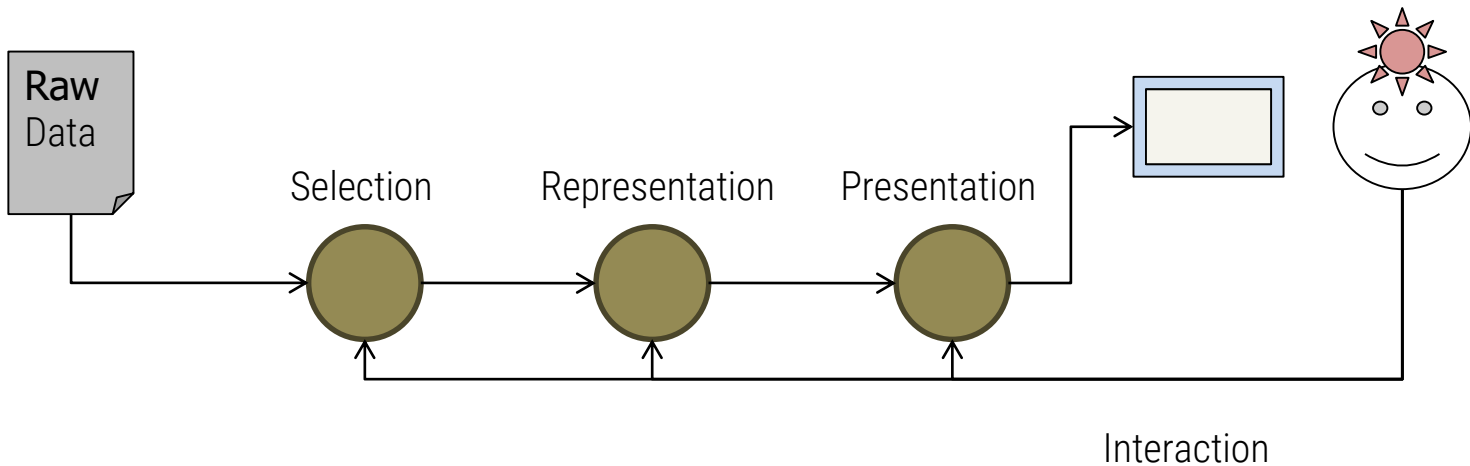 Raw
Data
Selection
Representation
Presentation
Interaction